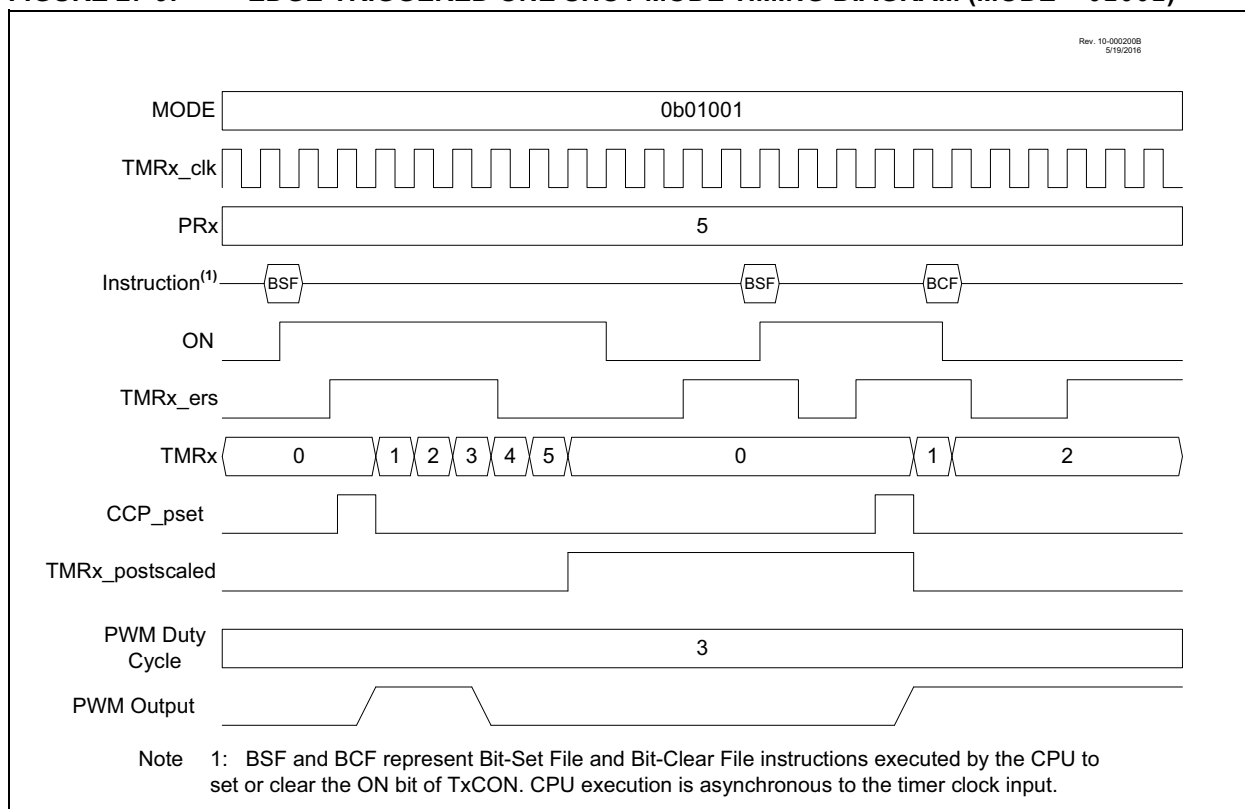 Rev. 10-000200B
5/19/2016
MODE 0b01001
TMRx_clk
PRx 5
Instruction(1) BSF BSF BCF
ON
TMRx_ers
TMRx 0 1 2 3 4 5 0 1 2
CCP_pset
TMRx_postscaled
PWM Duty
Cycle 3
PWM Output
Note 1: BSF and BCF represent Bit-Set File and Bit-Clear File instructions executed by the CPU to
set or clear the ON bit of TxCON. CPU execution is asynchronous to the timer clock input.